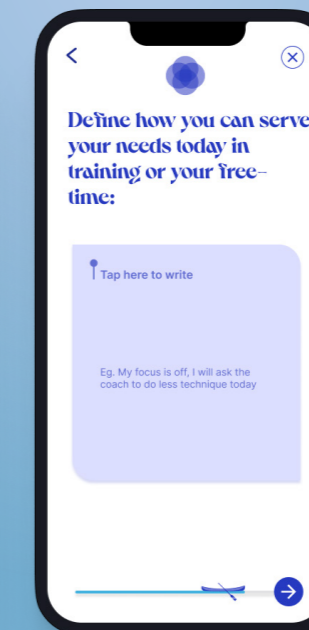 Define how you can serve
your needs today in
training or your free-
time:
Tap here to write
Eg. My focus is off, I will ask the
coach to do less technique today